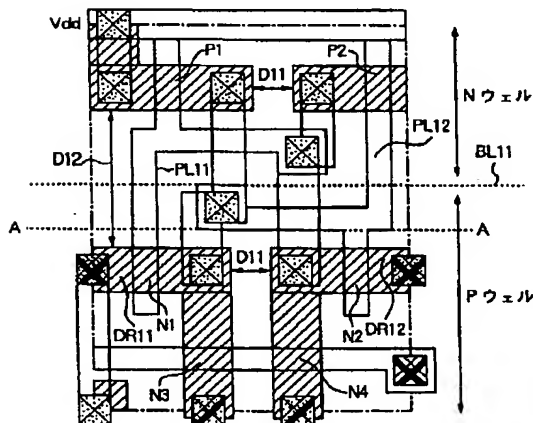 Vdd
P1
P2
D11
Nウェル
D12
PL11
PL12
BL11
A
A
D11
Pウェル
DR11
N1
N2
DR12
N3
N4